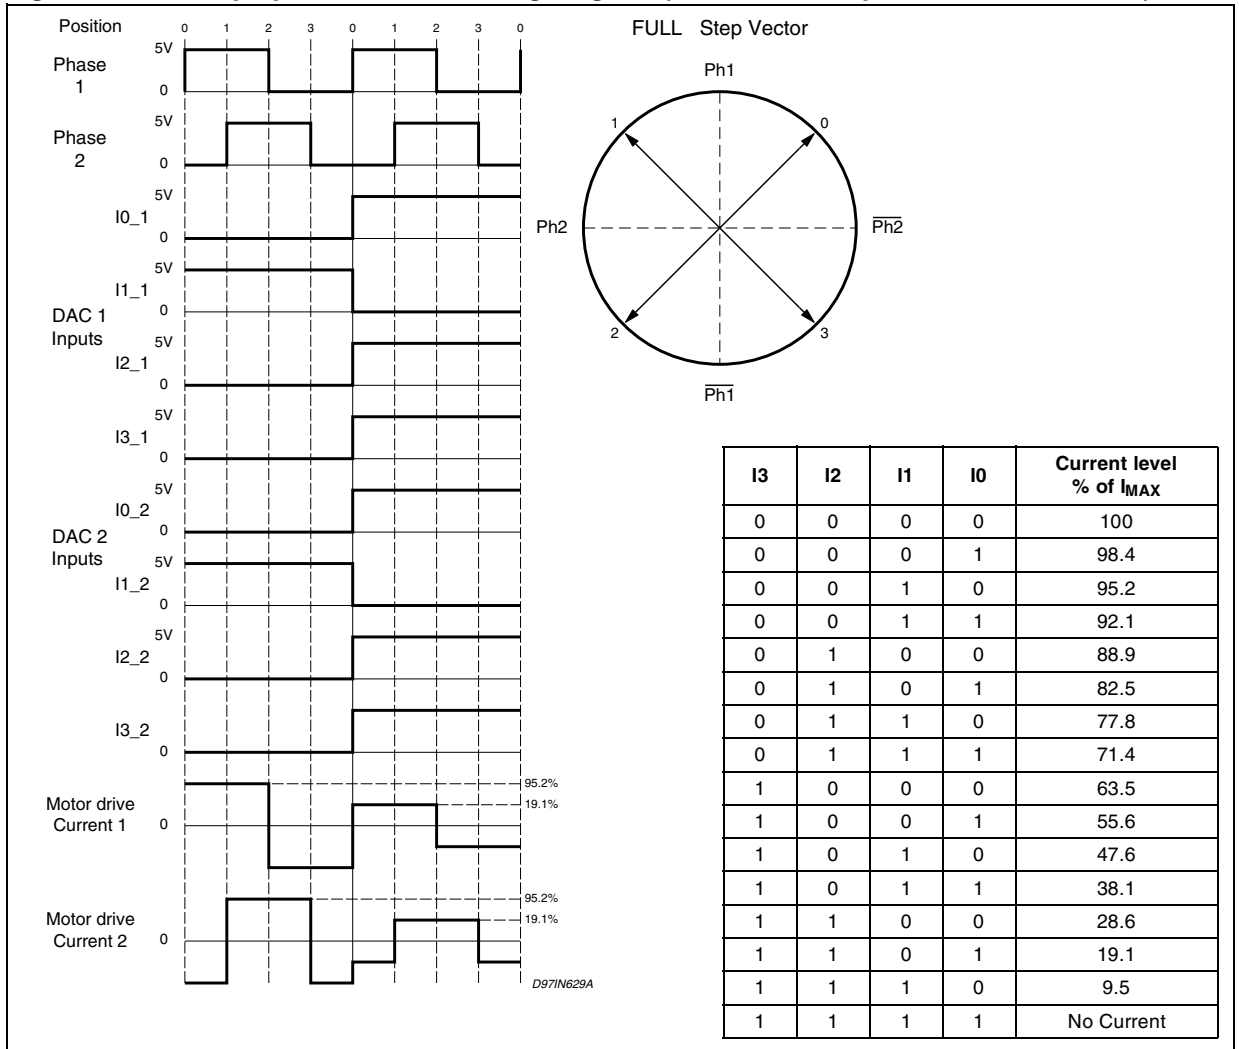 Position 0 1 2 3 0 1 2 3 0
FULL Step Vector
Phase
1
5V
0
Phase
2
5V
0
I0_1
5V
0
I1_1
5V
0
DAC 1
Inputs
I2_1
5V
0
I3_1
5V
0
I0_2
5V
0
DAC 2
Inputs
I1_2
5V
0
I2_2
5V
0
I3_2
5V
0
Motor drive
Current 1
0
95.2%
19.1%
Motor drive
Current 2
0
95.2%
19.1%
D97IN629A
Ph1
1 0
Ph2 P̅h̅2̅
2 3
P̅h̅1̅
I3 I2 I1 I0 Current level
% of IMAX
0 0 0 0 100
0 0 0 1 98.4
0 0 1 0 95.2
0 0 1 1 92.1
0 1 0 0 88.9
0 1 0 1 82.5
0 1 1 0 77.8
0 1 1 1 71.4
1 0 0 0 63.5
1 0 0 1 55.6
1 0 1 0 47.6
1 0 1 1 38.1
1 1 0 0 28.6
1 1 0 1 19.1
1 1 1 0 9.5
1 1 1 1 No Current